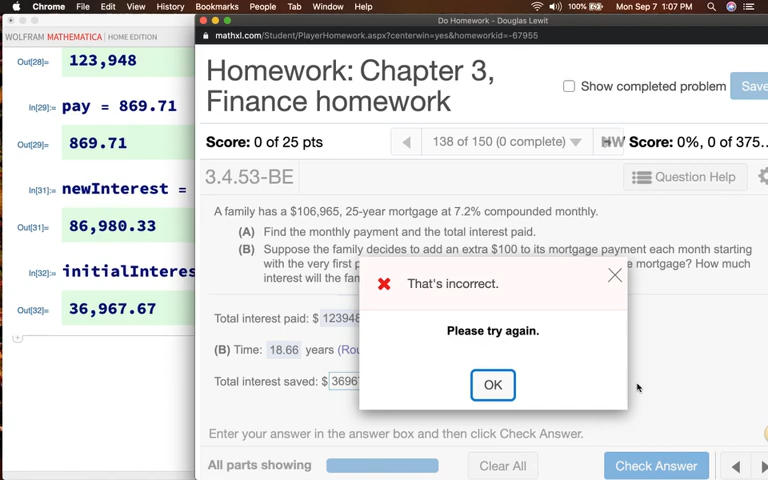 Chrome File Edit View History Bookmarks People Tab Window Help 100% Mon Sep 7 1:07 PM
Do Homework - Douglas Lewit
mathxl.com/Student/PlayerHomework.aspx?centerwin=yes&homeworkid=-67955
WOLFRAM MATHEMATICA | HOME EDITION
Out[28]= 123,948
In[29]:= pay = 869.71
Out[29]= 869.71
In[31]:= newInterest =
Out[31]= 86,980.33
In[32]:= initialInteres
Out[32]= 36,967.67
Homework: Chapter 3,
Finance homework
Show completed problem
Save
Score: 0 of 25 pts
138 of 150 (0 complete)
HW Score: 0%, 0 of 375...
3.4.53-BE
Question Help
A family has a $106,965, 25-year mortgage at 7.2% compounded monthly.
(A) Find the monthly payment and the total interest paid.
(B) Suppose the family decides to add an extra $100 to its mortgage payment each month starting
with the very first p e mortgage? How much
interest will the fam
Total interest paid: $ 123948
(B) Time: 18.66 years (Rou
Total interest saved: $ 3696
That's incorrect.
Please try again.
OK
Enter your answer in the answer box and then click Check Answer.
All parts showing
Clear All
Check Answer